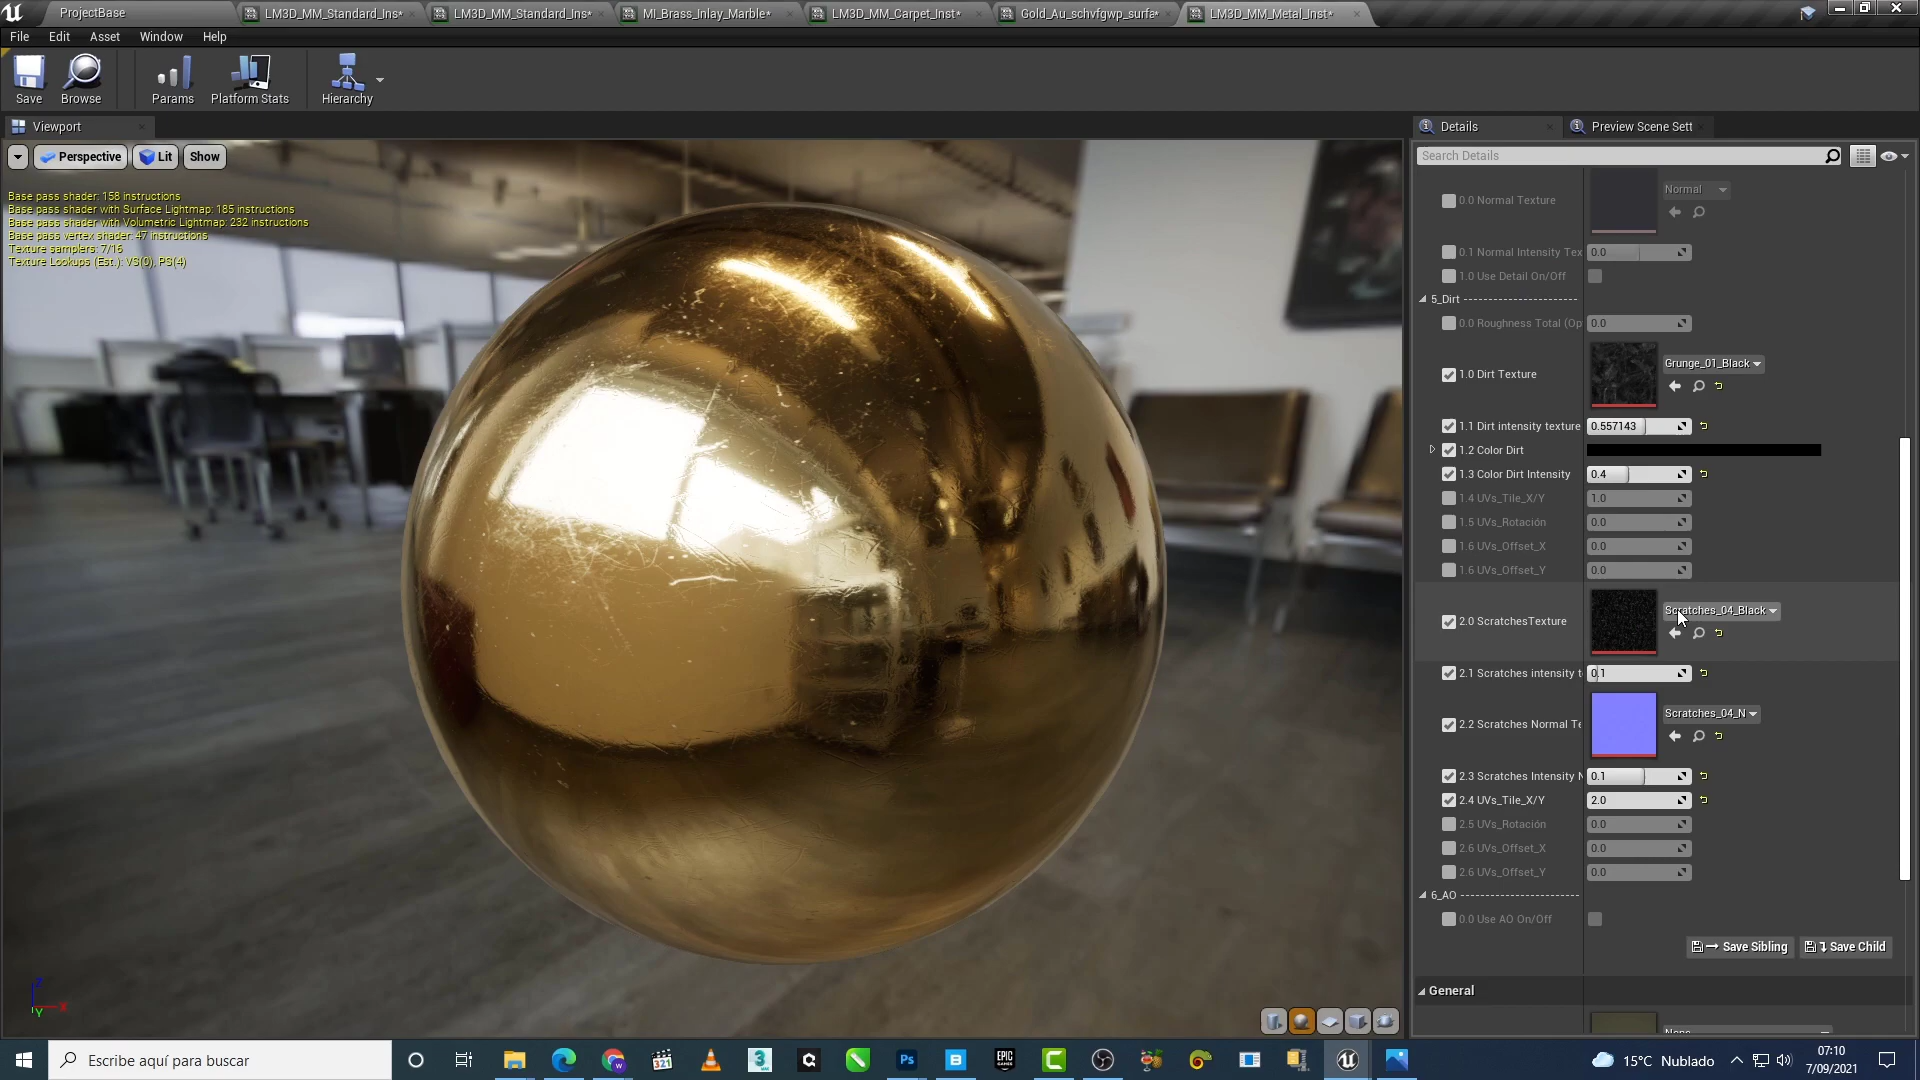 ProjectBase
LM3D_MM_Standard_Ins*
LM3D_MM_Standard_Ins*
MI_Brass_Inlay_Marble*
LM3D_MM_Carpet_Inst*
Gold_Au_schvfgwp_surfa*
LM3D_MM_Metal_Inst*
File Edit Asset Window Help
Save Browse Params Platform Stats Hierarchy
Viewport
Details
Preview Scene Sett
Perspective Lit Show
Search Details
Base pass shader: 158 instructions
Base pass shader with Surface Lightmap: 185 instructions
Base pass shader with Volumetric Lightmap: 232 instructions
Base pass vertex shader: 47 instructions
Texture samplers: 7/16
Texture Lookups (Est.): VS(0), PS(4)
0.0 Normal Texture Normal
0.1 Normal Intensity Tex 0.0
1.0 Use Detail On/Off
5_Dirt -----------------------
0.0 Roughness Total (Op 0.0
1.0 Dirt Texture Grunge_01_Black
1.1 Dirt intensity texture 0.557143
1.2 Color Dirt
1.3 Color Dirt Intensity 0.4
1.4 UVs_Tile_X/Y 1.0
1.5 UVs_Rotación 0.0
1.6 UVs_Offset_X 0.0
1.6 UVs_Offset_Y 0.0
2.0 ScratchesTexture Scratches_04_Black
2.1 Scratches intensity t 0.1
2.2 Scratches Normal Te Scratches_04_N
2.3 Scratches Intensity N 0.1
2.4 UVs_Tile_X/Y 2.0
2.5 UVs_Rotación 0.0
2.6 UVs_Offset_X 0.0
2.6 UVs_Offset_Y 0.0
6_AO ------------------------
0.0 Use AO On/Off
Save Sibling Save Child
General
None
Z X Y
Escribe aquí para buscar
15°C Nublado
07:10
7/09/2021